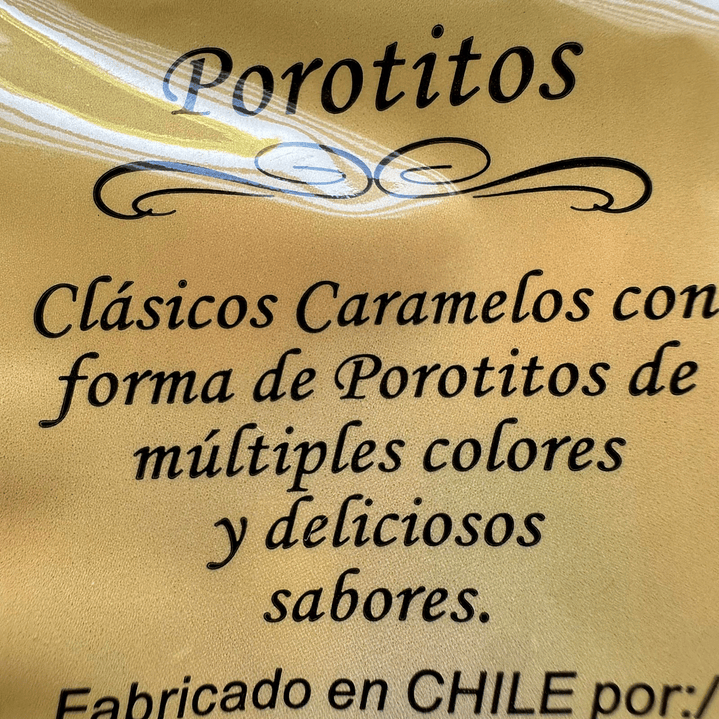 Porotitos
Clásicos Caramelos con
forma de Porotitos de
múltiples colores
y deliciosos
sabores.
Fabricado en CHILE por:/